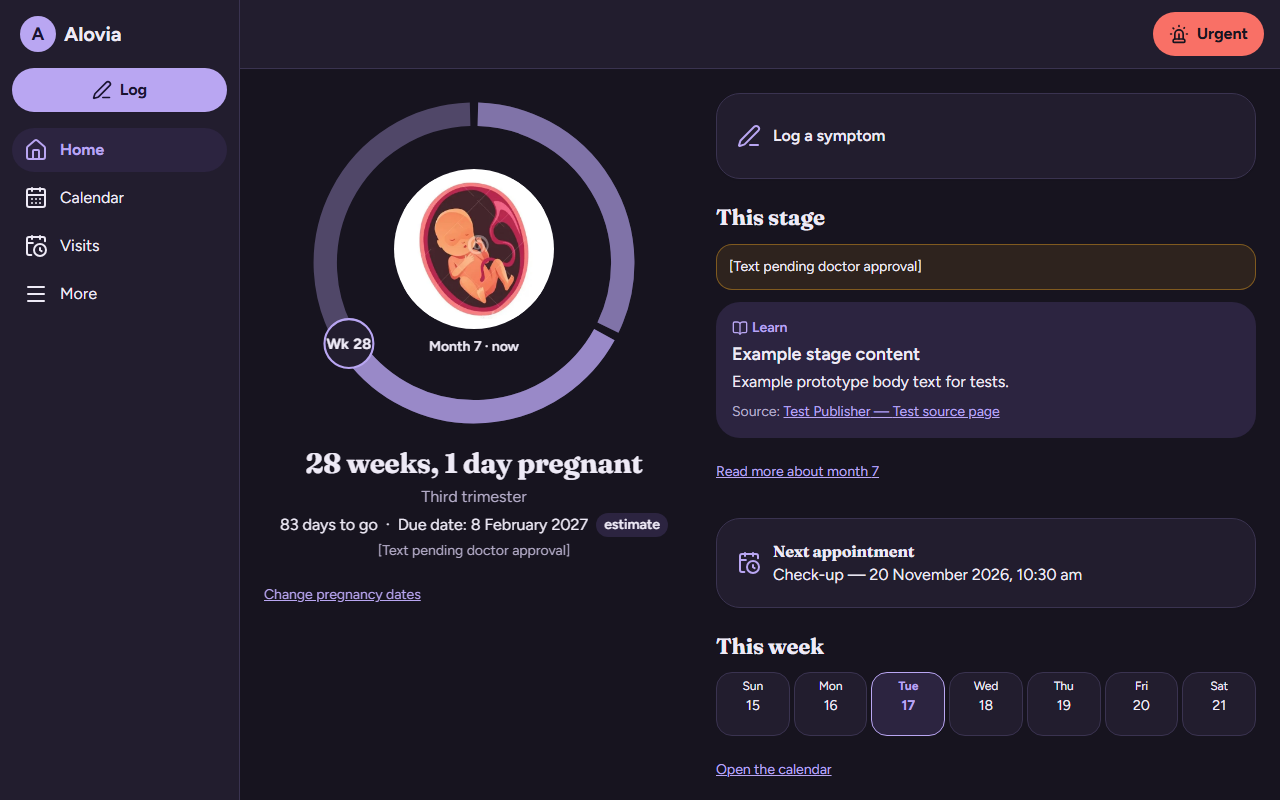 A Alovia
Log
Home
Calendar
Visits
More
Urgent
Wk 28
Month 7 · now
28 weeks, 1 day pregnant
Third trimester
83 days to go · Due date: 8 February 2027 estimate
[Text pending doctor approval]
Change pregnancy dates
Log a symptom
This stage
[Text pending doctor approval]
Learn
Example stage content
Example prototype body text for tests.
Source: Test Publisher — Test source page
Read more about month 7
Next appointment
Check-up — 20 November 2026, 10:30 am
This week
Sun Mon Tue Wed Thu Fri Sat
15 16 17 18 19 20 21
Open the calendar